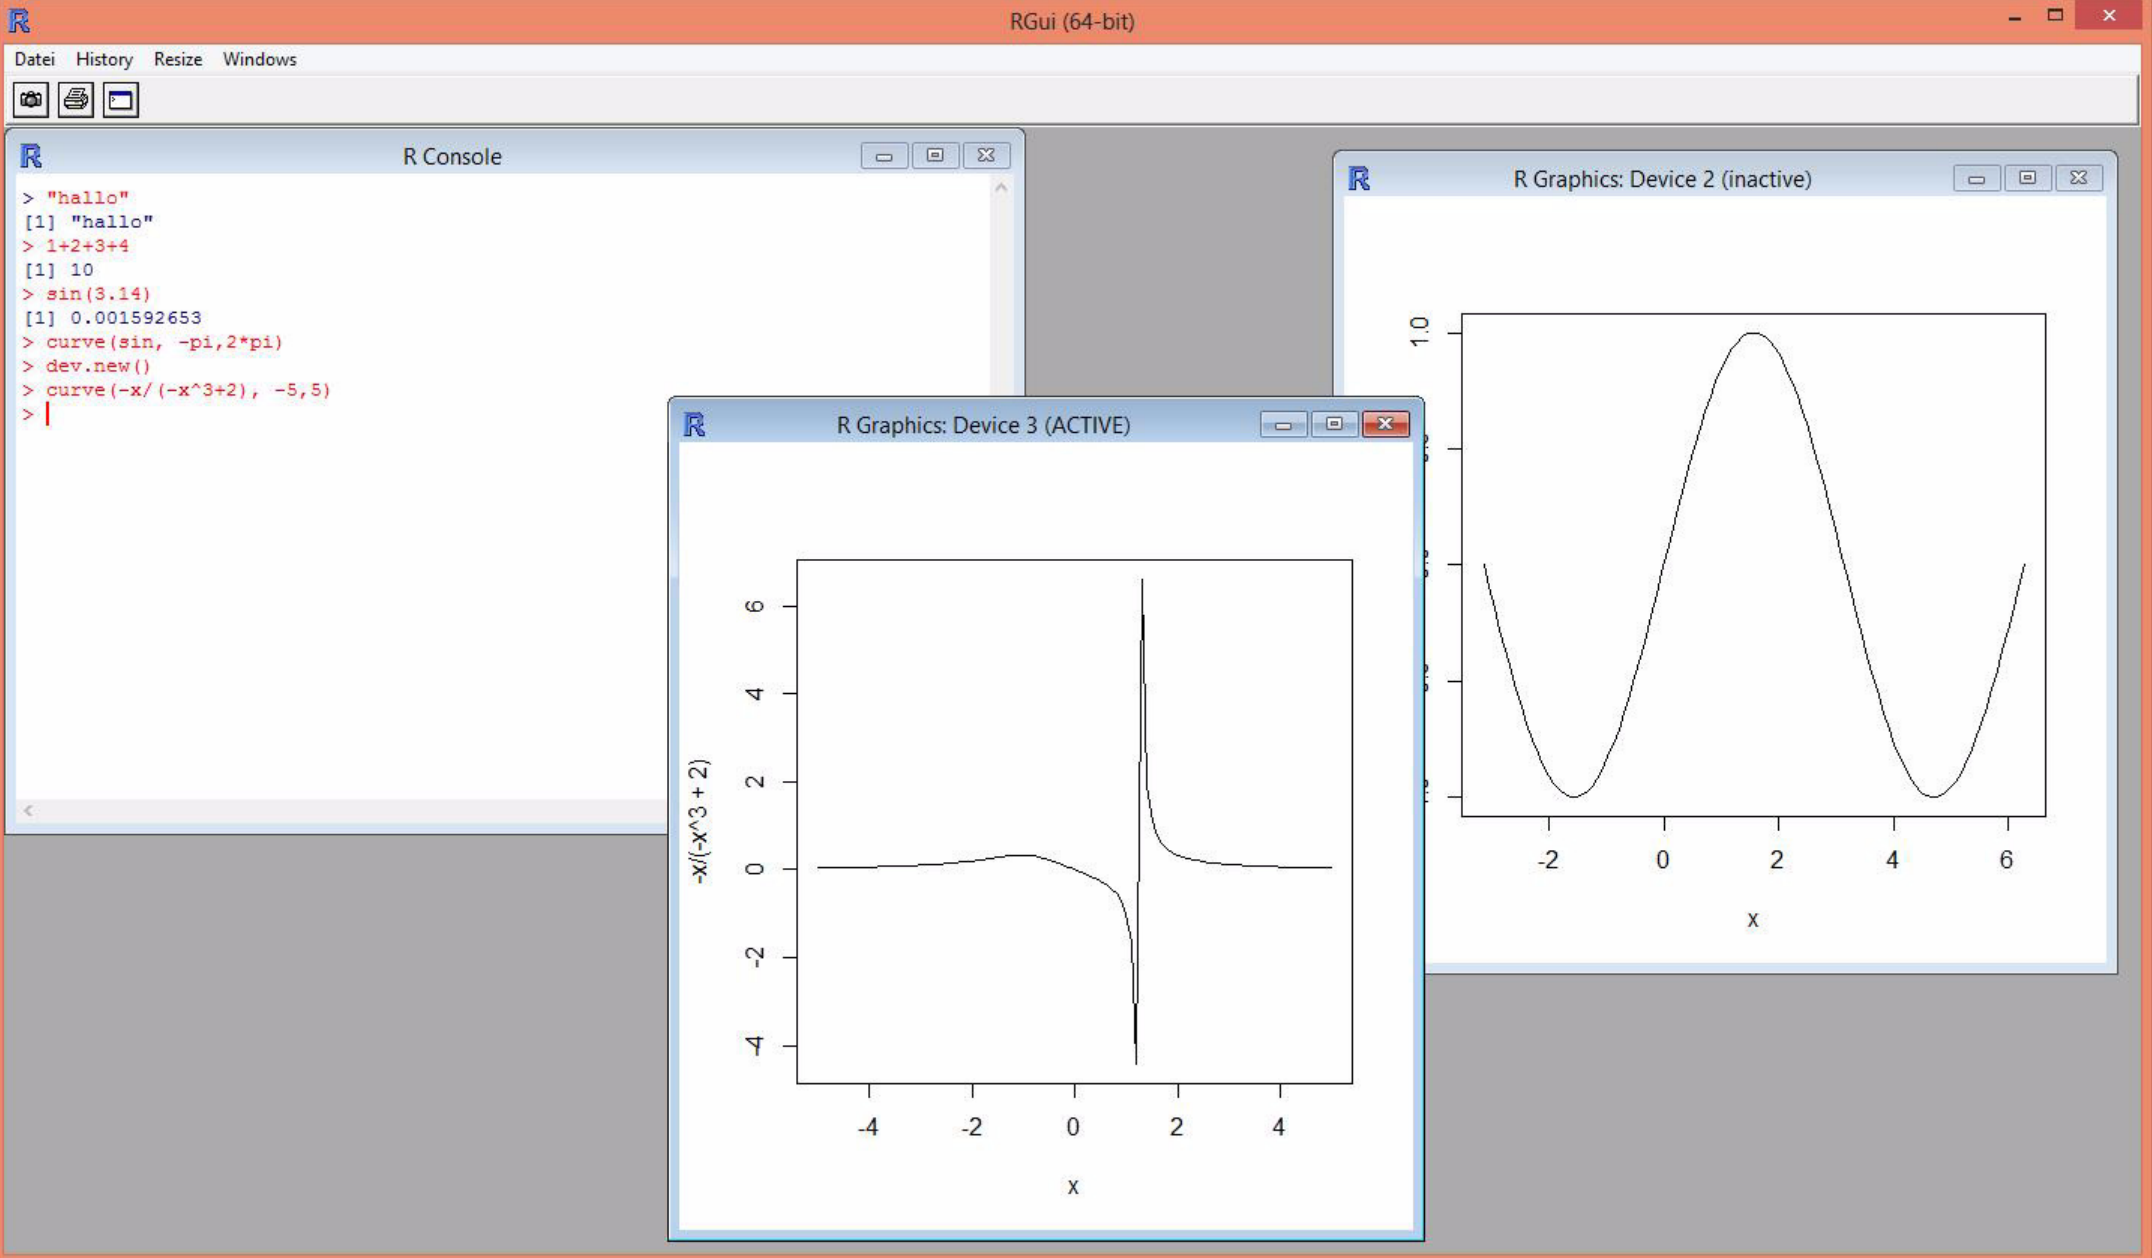 RGui (64-bit)
Datei History Resize Windows
R Console
> "hallo"
[1] "hallo"
> 1+2+3+4
[1] 10
> sin(3.14)
[1] 0.001592653
> curve(sin, -pi,2*pi)
> dev.new()
> curve(-x/(-x^3+2), -5,5)
>
R Graphics: Device 3 (ACTIVE)
-x/(-x^3 + 2)
6
4
2
0
-2
-4
-4 -2 0 2 4
x
R Graphics: Device 2 (inactive)
1.0
-2 0 2 4 6
x